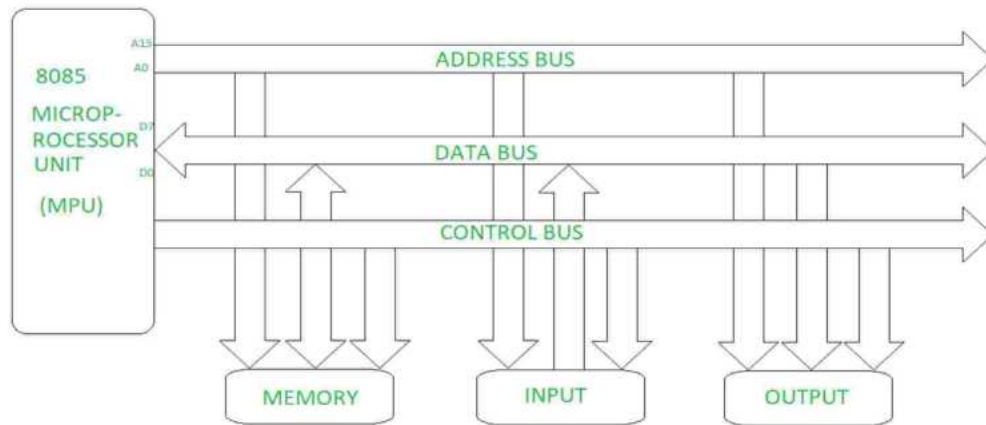 A15
ADDRESS BUS
A0
8085
MICROP-
ROCESSOR
UNIT
(MPU)
D7
DATA BUS
D0
CONTROL BUS
MEMORY
INPUT
OUTPUT